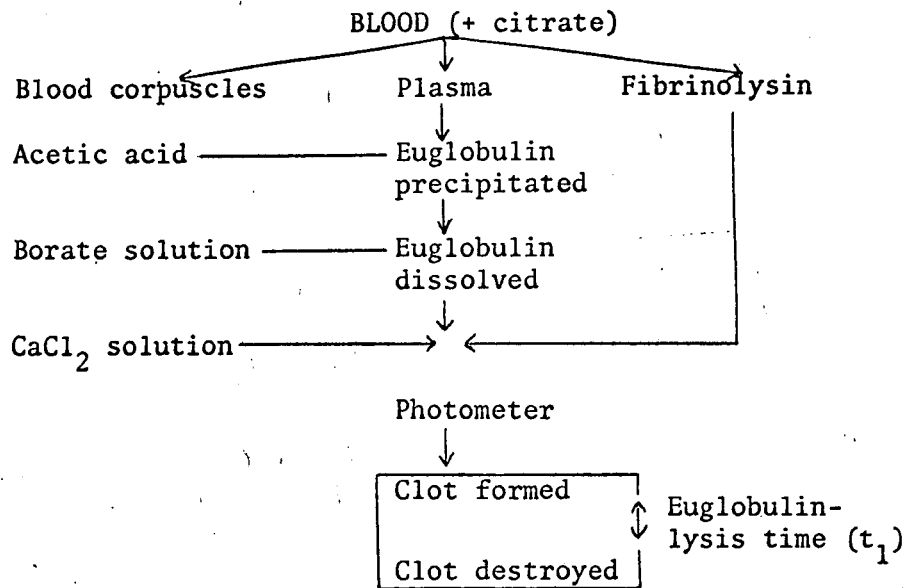 BLOOD (+ citrate)
Blood corpuscles Plasma Fibrinolysin
Acetic acid Euglobulin
precipitated
Borate solution Euglobulin
dissolved
CaCl2 solution
Photometer
Clot formed
Euglobulin-
lysis time (t1)
Clot destroyed